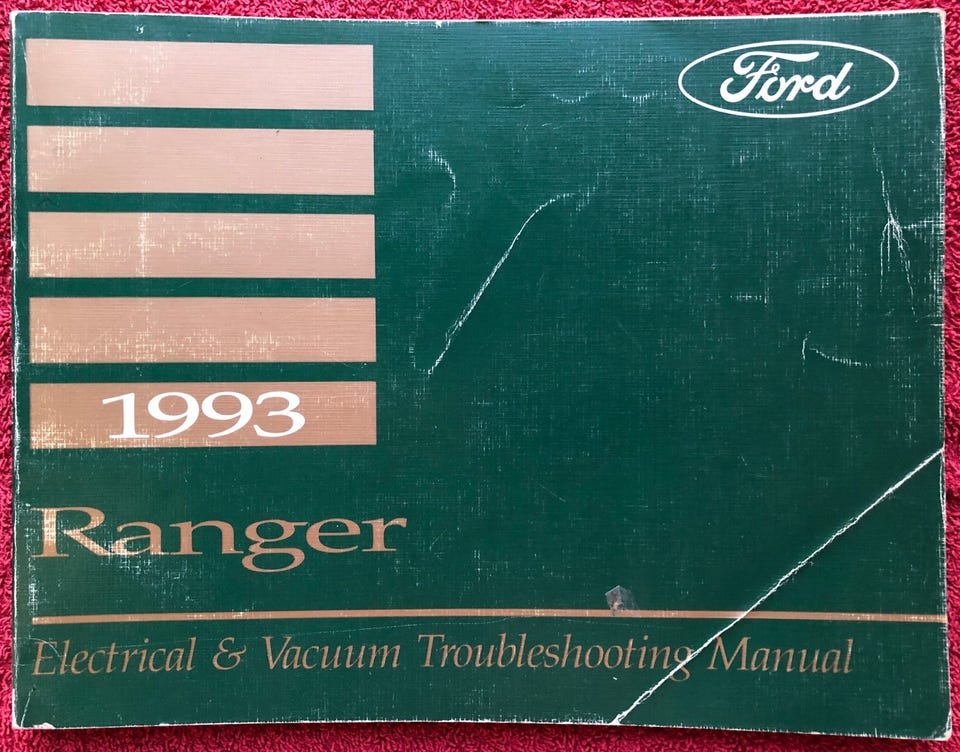 Ford
1993
Ranger
Electrical & Vacuum Troubleshooting Manual